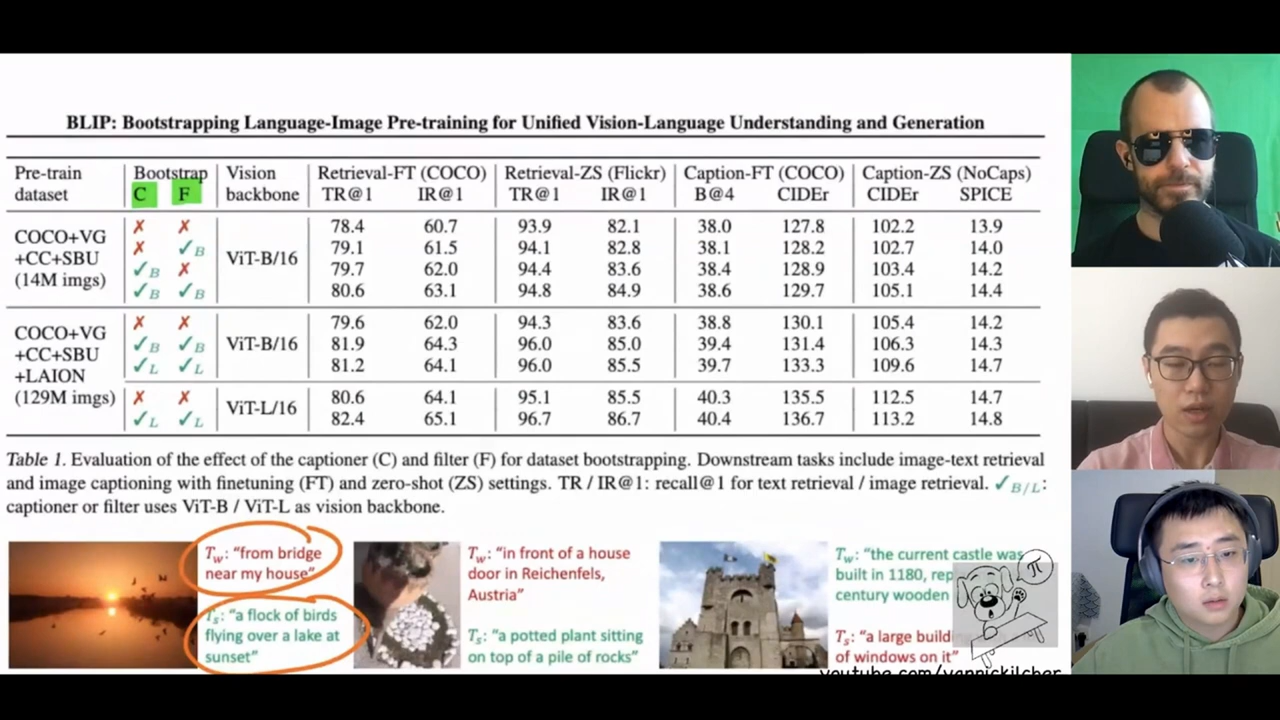 BLIP: Bootstrapping Language-Image Pre-training for Unified Vision-Language Understanding and Generation
Pre-train dataset | Bootstrap C F | Vision backbone | Retrieval-FT (COCO) TR@1 IR@1 | Retrieval-ZS (Flickr) TR@1 IR@1 | Caption-FT (COCO) B@4 CIDEr | Caption-ZS (NoCaps) CIDEr SPICE
COCO+VG +CC+SBU (14M imgs)
ViT-B/16
✗ ✗ 78.4 60.7 93.9 82.1 38.0 127.8 102.2 13.9
✗ ✓B 79.1 61.5 94.1 82.8 38.1 128.2 102.7 14.0
✓B ✗ 79.7 62.0 94.4 83.6 38.4 128.9 103.4 14.2
✓B ✓B 80.6 63.1 94.8 84.9 38.6 129.7 105.1 14.4
COCO+VG +CC+SBU +LAION (129M imgs)
ViT-B/16
✗ ✗ 79.6 62.0 94.3 83.6 38.8 130.1 105.4 14.2
✓B ✓B 81.9 64.3 96.0 85.0 39.4 131.4 106.3 14.3
✓L ✓L 81.2 64.1 96.0 85.5 39.7 133.3 109.6 14.7
ViT-L/16
✗ ✗ 80.6 64.1 95.1 85.5 40.3 135.5 112.5 14.7
✓L ✓L 82.4 65.1 96.7 86.7 40.4 136.7 113.2 14.8
Table 1. Evaluation of the effect of the captioner (C) and filter (F) for dataset bootstrapping. Downstream tasks include image-text retrieval
and image captioning with finetuning (FT) and zero-shot (ZS) settings. TR / IR@1: recall@1 for text retrieval / image retrieval. ✓B/L:
captioner or filter uses ViT-B / ViT-L as vision backbone.
Tw: “from bridge
near my house”
Ts: “a flock of birds
flying over a lake at
sunset”
Tw: “in front of a house
door in Reichenfels,
Austria”
Ts: “a potted plant sitting
on top of a pile of rocks”
Tw: “the current castle was
built in 1180, rep
century wooden
Ts: “a large build
of windows on it”
π
youtube.com/yannickilcher